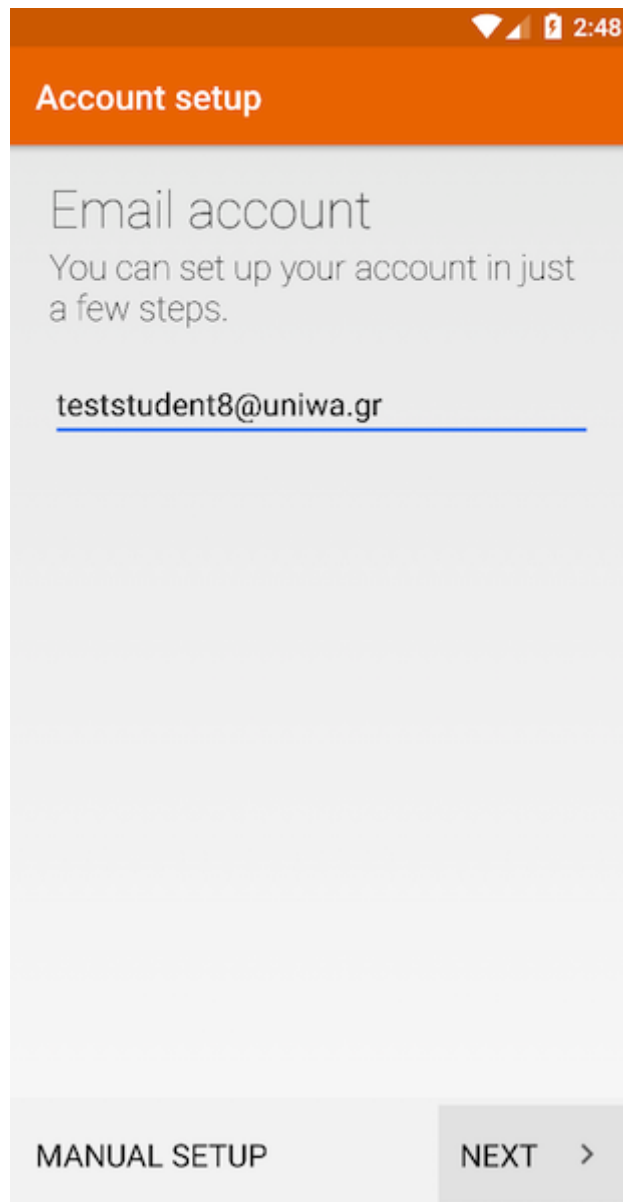 2:48
Account setup
Email account
You can set up your account in just
a few steps.
teststudent8@uniwa.gr
MANUAL SETUP
NEXT